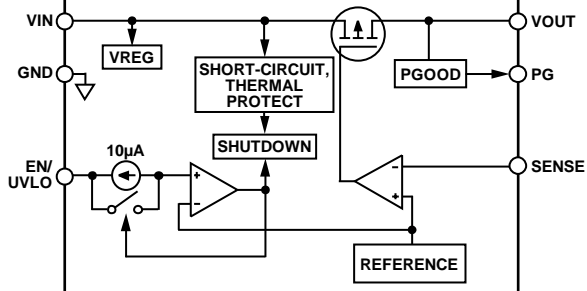 VIN
VOUT
VREG
GND
SHORT-CIRCUIT,
THERMAL
PROTECT
PGOOD
PG
10µA
SHUTDOWN
EN/
UVLO
SENSE
+
–
–
+
REFERENCE